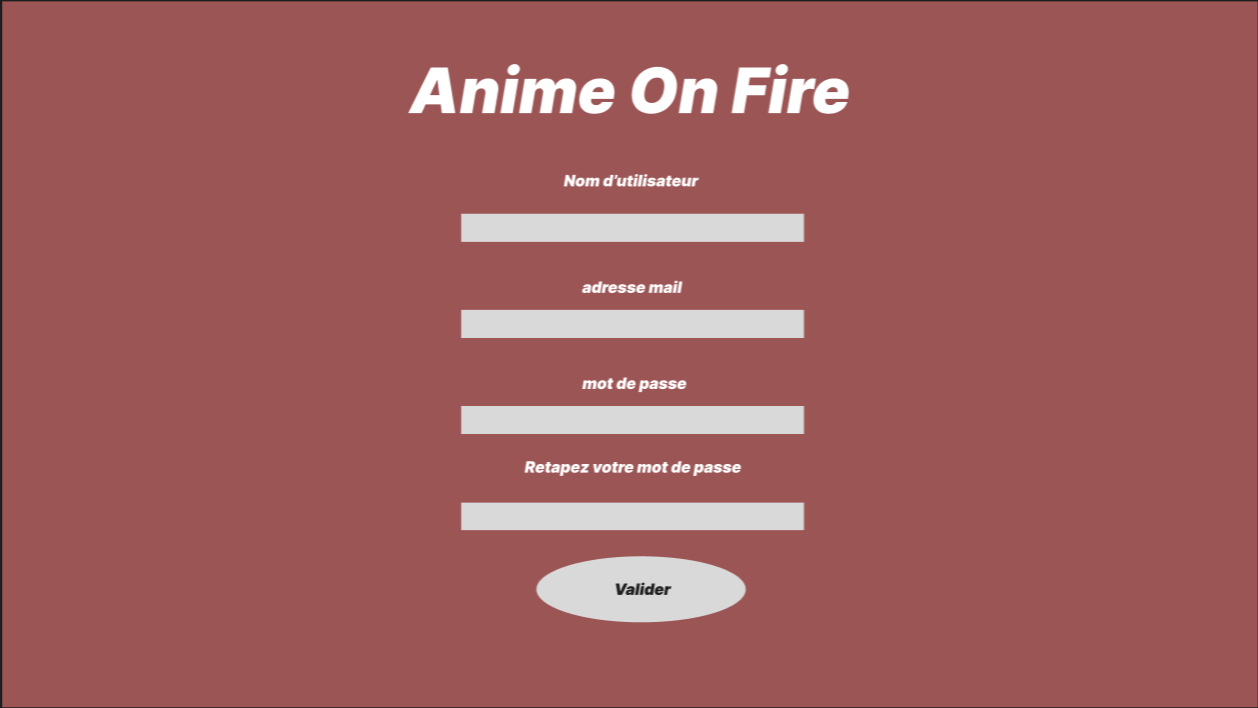 Anime On Fire
Nom d'utilisateur
adresse mail
mot de passe
Retapez votre mot de passe
Valider